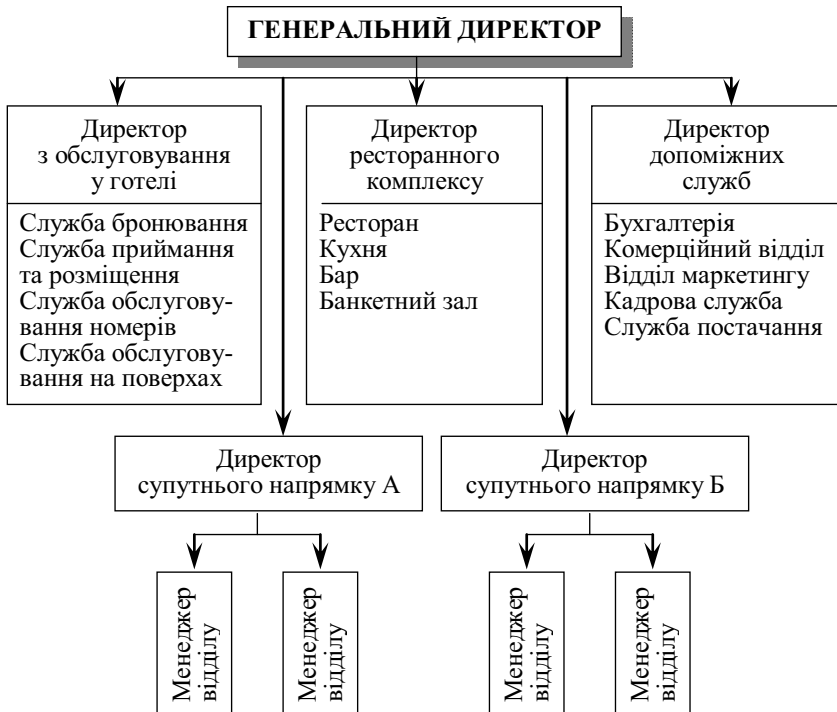 ГЕНЕРАЛЬНИЙ ДИРЕКТОР
Директор
з обслуговування
у готелі
Служба бронювання
Служба приймання
та розміщення
Служба обслугову-
вання номерів
Служба обслугову-
вання на поверхах
Директор
ресторанного
комплексу
Ресторан
Кухня
Бар
Банкетний зал
Директор
допоміжних
служб
Бухгалтерія
Комерційний відділ
Відділ маркетингу
Кадрова служба
Служба постачання
Директор
супутнього напрямку А
Директор
супутнього напрямку Б
Менеджер
відділу
Менеджер
відділу
Менеджер
відділу
Менеджер
відділу